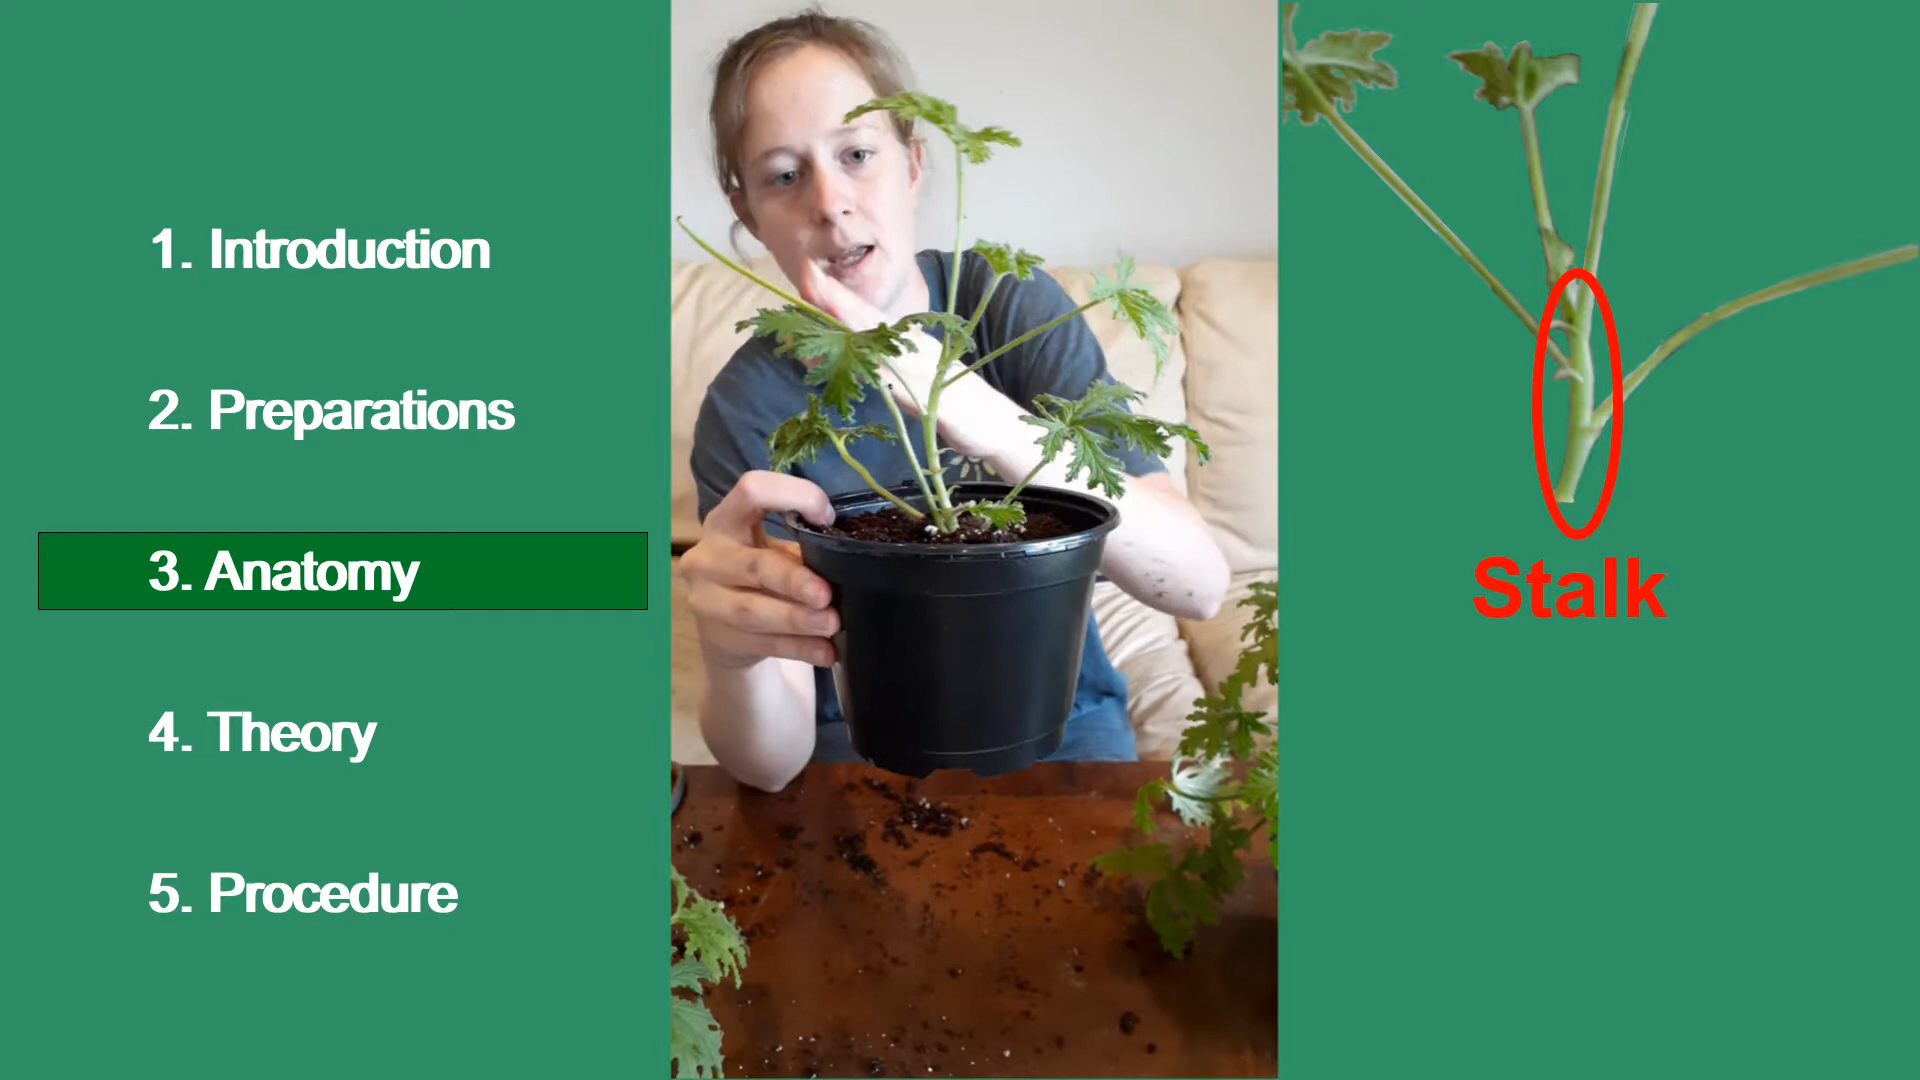 1. Introduction
2. Preparations
3. Anatomy
4. Theory
5. Procedure
Stalk